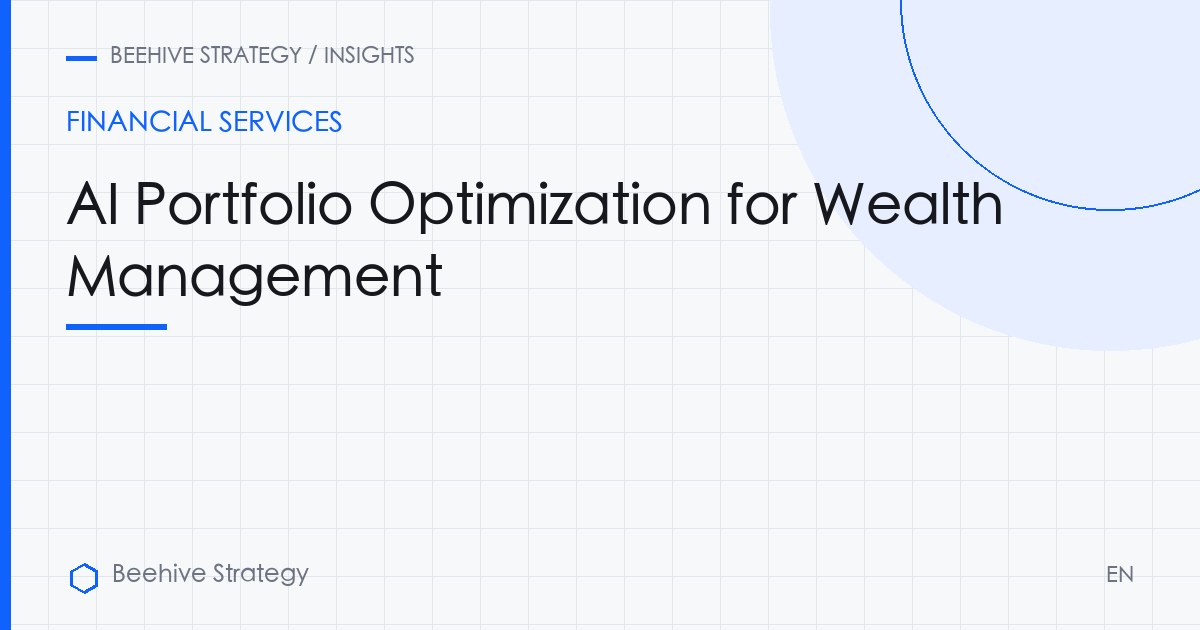 BEEHIVE STRATEGY / INSIGHTS
FINANCIAL SERVICES
AI Portfolio Optimization for Wealth
Management
Beehive Strategy
EN